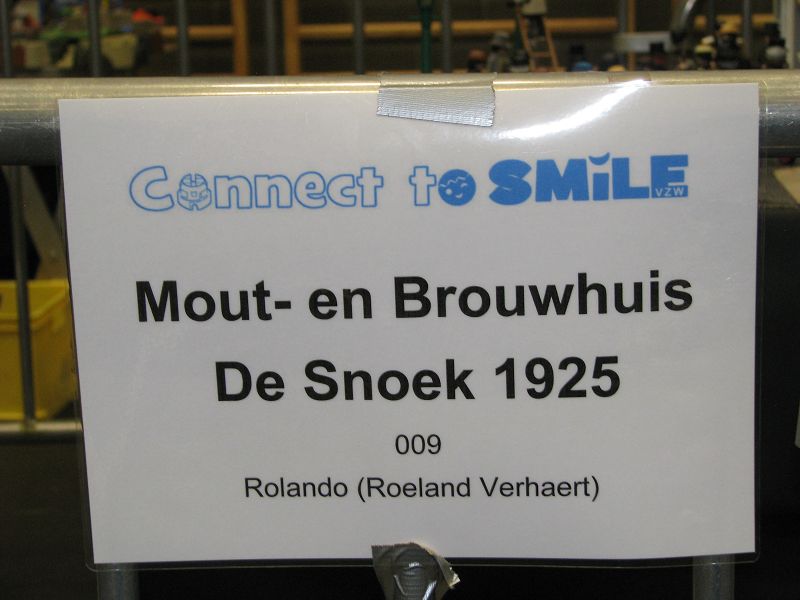 Connect to SMiLE
VZW
Mout- en Brouwhuis
De Snoek 1925
009
Rolando (Roeland Verhaert)